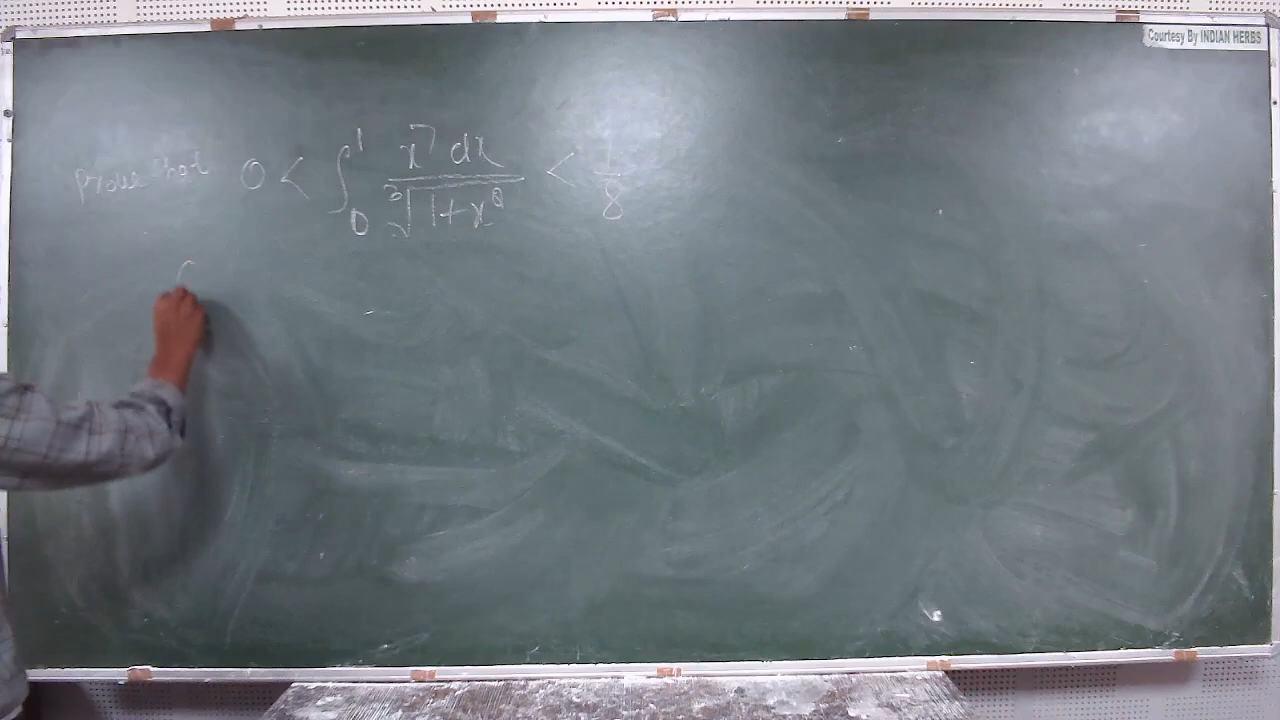 Courtesy By INDIAN HERBS
Prove that 0 < ∫₀¹ x⁷ dx / ∛(1+x⁸) < 1/8